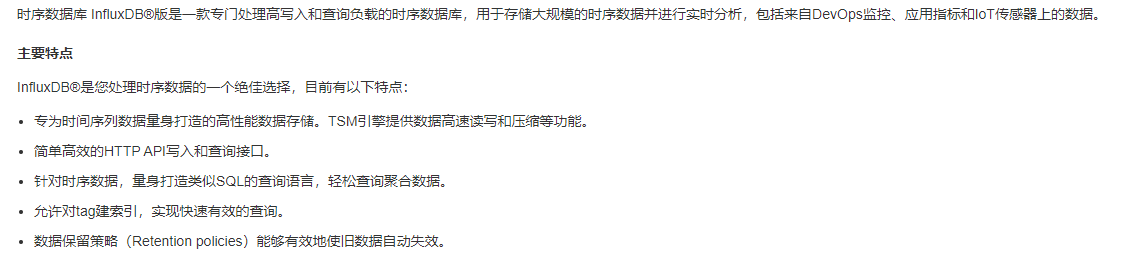 时序数据库 InfluxDB®版是一款专门处理高写入和查询负载的时序数据库，用于存储大规模的时序数据并进行实时分析，包括来自DevOps监控、应用指标和IoT传感器上的数据。
主要特点
InfluxDB®是您处理时序数据的一个绝佳选择，目前有以下特点：
• 专为时间序列数据量身打造的高性能数据存储。TSM引擎提供数据高速读写和压缩等功能。
• 简单高效的HTTP API写入和查询接口。
• 针对时序数据，量身打造类似SQL的查询语言，轻松查询聚合数据。
• 允许对tag建索引，实现快速有效的查询。
• 数据保留策略（Retention policies）能够有效地使旧数据自动失效。